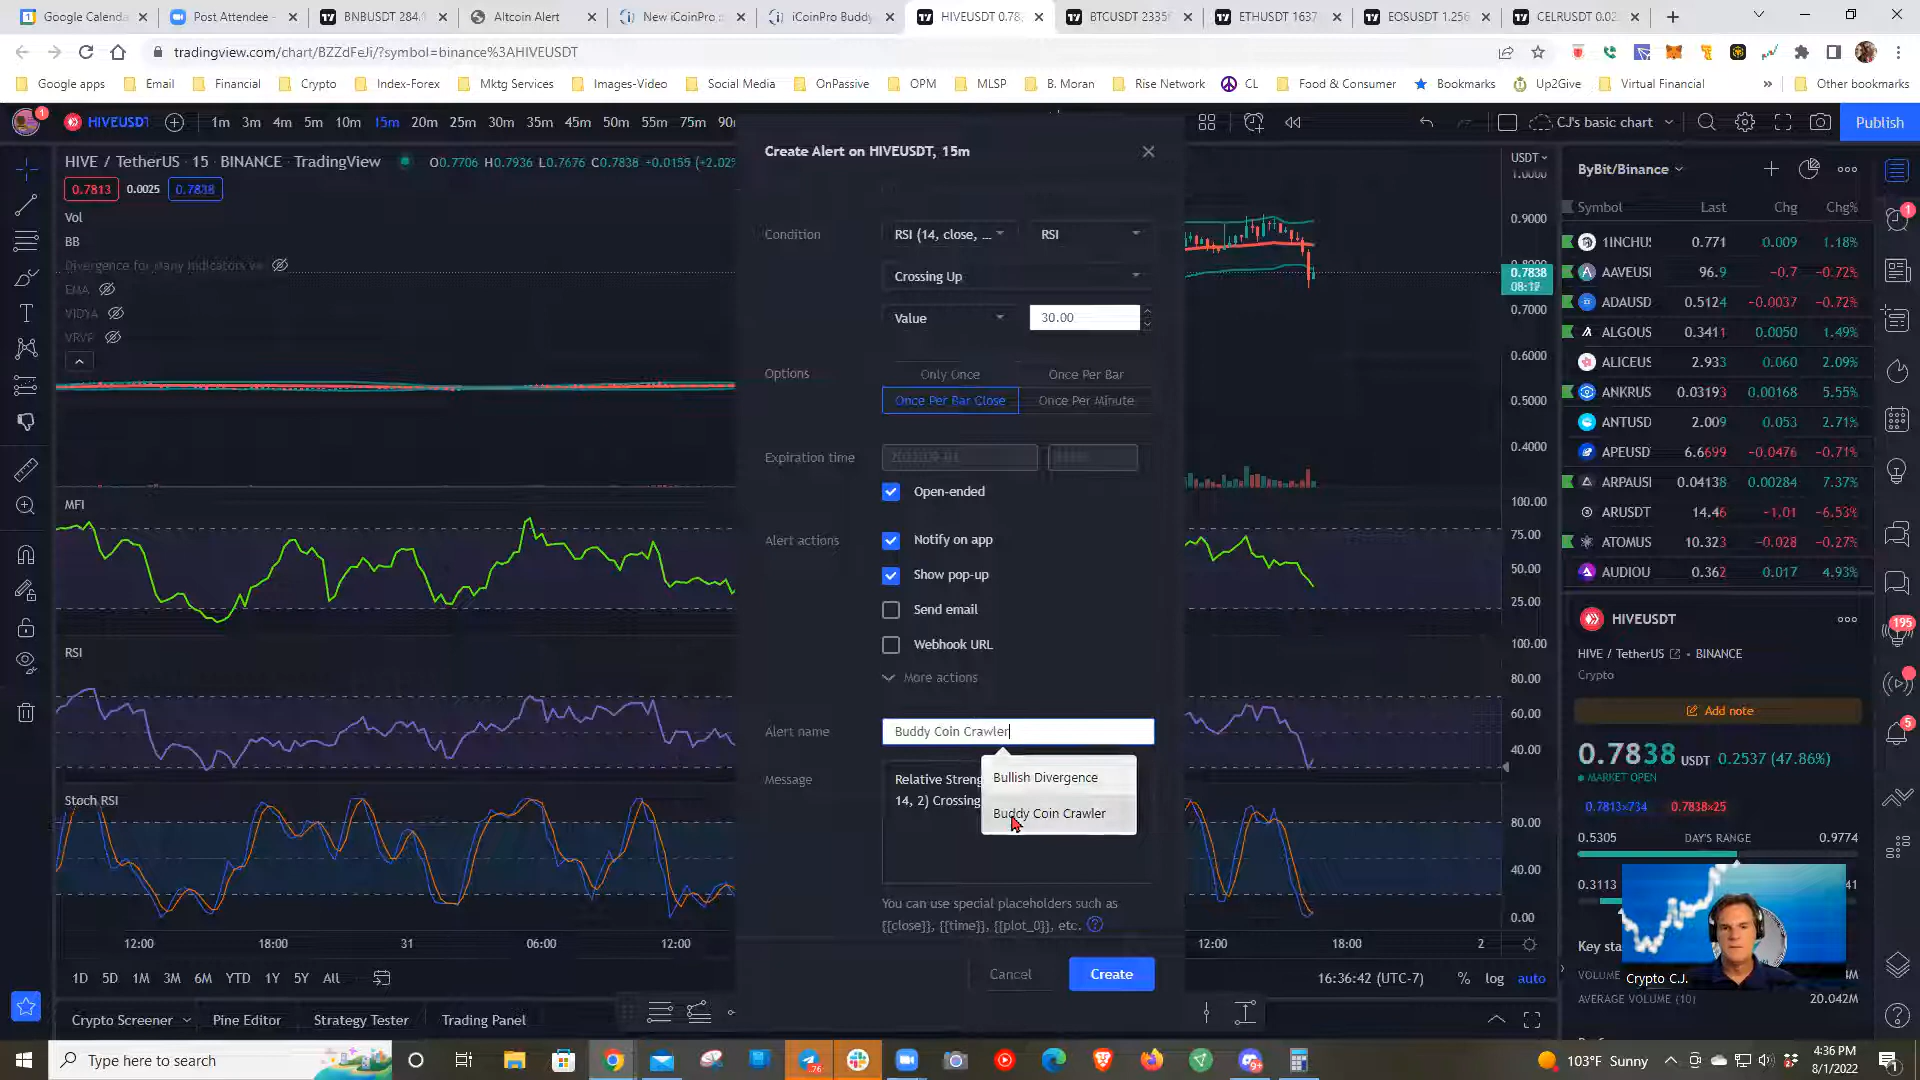 Google Calenda
Post Attendee -
BNBUSDT 284.
Altcoin Alert
New iCoinPro
iCoinPro Buddy
HIVEUSDT 0.78
BTCUSDT 2335
ETHUSDT 1637
EOSUSDT 1.256
CELRUSDT 0.02
tradingview.com/chart/BZZdFeJi/?symbol=binance%3AHIVEUSDT
Google apps
Email
Financial
Crypto
Index-Forex
Mktg Services
Images-Video
Social Media
OnPassive
OPM
MLSP
B. Moran
Rise Network
CL
Food & Consumer
Bookmarks
Up2Give
Virtual Financial
Other bookmarks
HIVEUSDT
1m 3m 4m 5m 10m 15m 20m 25m 30m 35m 45m 50m 55m 75m 90
CJ's basic chart
Publish
HIVE / TetherUS · 15 · BINANCE · TradingView
O0.7706 H0.7936 L0.7676 C0.7838 +0.0155 (+2.02
0.7813 0.0025 0.7838
Vol
BB
Divergence for many indicators
EMA
VIDYA
VRVP
MFI
RSI
Stoch RSI
12:00 18:00 31 06:00 12:00
12:00 18:00 2
1D 5D 1M 3M 6M YTD 1Y 5Y All
16:36:42 (UTC-7) % log auto
Crypto Screener Pine Editor Strategy Tester Trading Panel
Create Alert on HIVEUSDT, 15m
Condition
RSI (14, close, ...
RSI
Crossing Up
Value
30.00
Options
Only Once
Once Per Bar
Once Per Bar Close
Once Per Minute
Expiration time
Open-ended
Alert actions
Notify on app
Show pop-up
Send email
Webhook URL
More actions
Alert name
Buddy Coin Crawler
Message
Relative Streng
14, 2) Crossing
Bullish Divergence
Buddy Coin Crawler
You can use special placeholders such as
{{close}}, {{time}}, {{plot_0}}, etc.
Cancel
Create
USDT
1.0000
0.9000
0.7838
08:17
0.7000
0.6000
0.5000
0.4000
100.00
75.00
50.00
25.00
100.00
80.00
60.00
40.00
80.00
40.00
0.00
ByBit/Binance
Symbol Last Chg Chg%
1INCHU 0.771 0.009 1.18%
AAVEUSI 96.9 −0.7 −0.72%
ADAUSD 0.5124 −0.0037 −0.72%
ALGOUS 0.3411 0.0050 1.49%
ALICEUS 2.933 0.060 2.09%
ANKRUS 0.03193 0.00168 5.55%
ANTUSD 2.009 0.053 2.71%
APEUSD 6.6699 −0.0476 −0.71%
ARPAUSI 0.04138 0.00284 7.37%
ARUSDT 14.46 −1.01 −6.53%
ATOMUS 10.323 −0.028 −0.27%
AUDIOU 0.362 0.017 4.93%
HIVEUSDT
HIVE / TetherUS · BINANCE
Crypto
Add note
0.7838 USDT 0.2537 (47.86%)
MARKET OPEN
0.7813×734 0.7838×25
0.5305 DAY'S RANGE 0.9774
0.3113
41
Key sta
VOLUME
M
AVERAGE VOLUME (10) 20.042M
Crypto C.J.
1
195
5
Type here to search
76
103°F Sunny
4:36 PM
8/1/2022